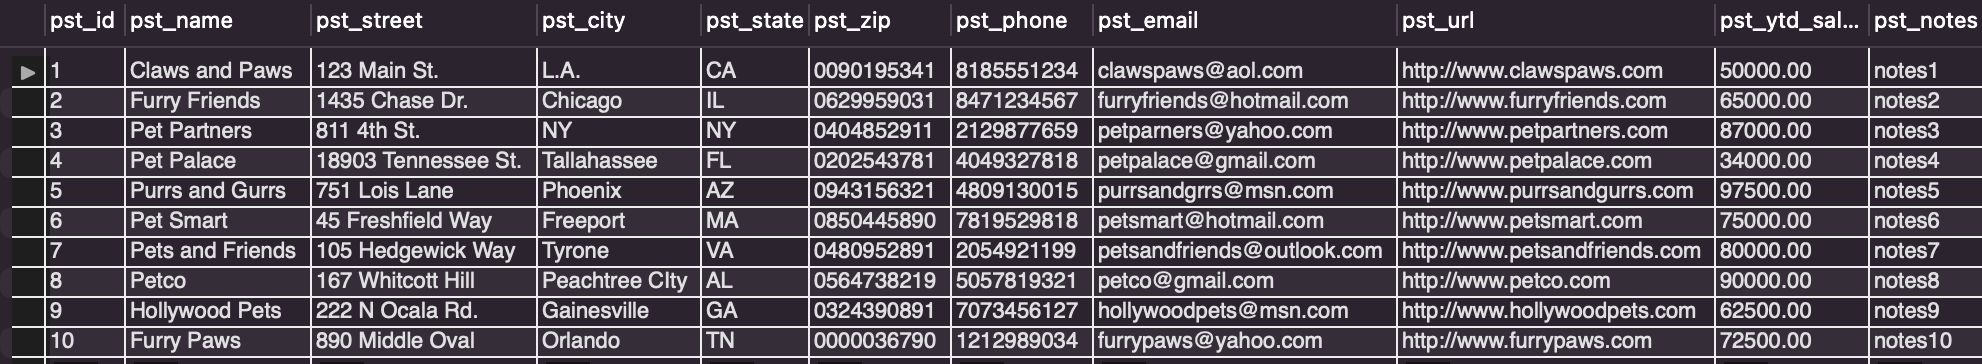 pst_id pst_name pst_street pst_city pst_state pst_zip pst_phone pst_email pst_url pst_ytd_sal... pst_notes
1 Claws and Paws 123 Main St. L.A. CA 0090195341 8185551234 clawspaws@aol.com http://www.clawspaws.com 50000.00 notes1
2 Furry Friends 1435 Chase Dr. Chicago IL 0629959031 8471234567 furryfriends@hotmail.com http://www.furryfriends.com 65000.00 notes2
3 Pet Partners 811 4th St. NY NY 0404852911 2129877659 petparners@yahoo.com http://www.petpartners.com 87000.00 notes3
4 Pet Palace 18903 Tennessee St. Tallahassee FL 0202543781 4049327818 petpalace@gmail.com http://www.petpalace.com 34000.00 notes4
5 Purrs and Gurrs 751 Lois Lane Phoenix AZ 0943156321 4809130015 purrsandgrrs@msn.com http://www.purrsandgurrs.com 97500.00 notes5
6 Pet Smart 45 Freshfield Way Freeport MA 0850445890 7819529818 petsmart@hotmail.com http://www.petsmart.com 75000.00 notes6
7 Pets and Friends 105 Hedgewick Way Tyrone VA 0480952891 2054921199 petsandfriends@outlook.com http://www.petsandfriends.com 80000.00 notes7
8 Petco 167 Whitcott Hill Peachtree CIty AL 0564738219 5057819321 petco@gmail.com http://www.petco.com 90000.00 notes8
9 Hollywood Pets 222 N Ocala Rd. Gainesville GA 0324390891 7073456127 hollywoodpets@msn.com http://www.hollywoodpets.com 62500.00 notes9
10 Furry Paws 890 Middle Oval Orlando TN 0000036790 1212989034 furrypaws@yahoo.com http://www.furrypaws.com 72500.00 notes10